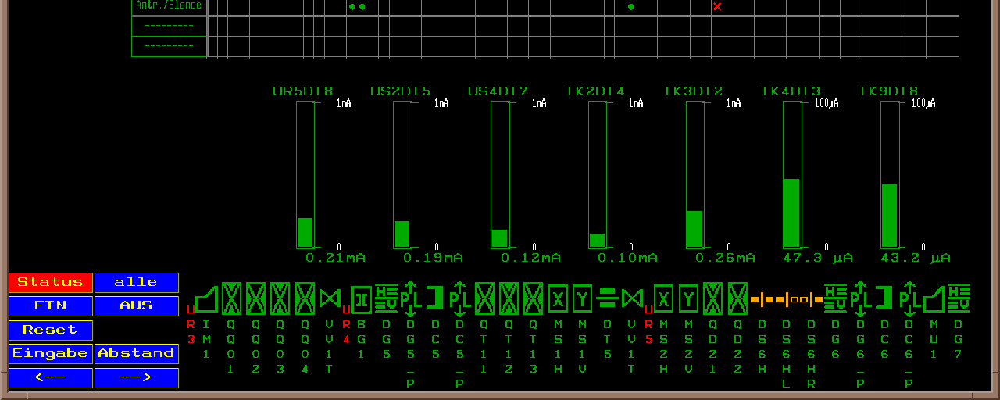 Antr./Blende
---------
---------
UR5DT8 US2DT5 US4DT7 TK2DT4 TK3DT2 TK4DT3 TK9DT8
1mA 1mA 1mA 1mA 1mA 100µA 100µA
0 0 0 0 0 0 0
0.21mA 0.19mA 0.12mA 0.10mA 0.26mA 47.3 µA 43.2 µA
Status alle
EIN AUS
Reset
Eingabe Abstand
<-- -->
UR3
IM1
QQ01
QQ02
QQ03
QQ04
VV1T
UR4
BG1
DG5
DG5_P
DC5
DC5_P
QT11
QT12
QT13
MS1H
MS1V
DT5
VV1T
UR5
MS2H
MS2V
QD21
QD22
DS6H
DS6HL
DS6HR
DG6
DG6_P
DC6
DC6_P
MU1
DG7